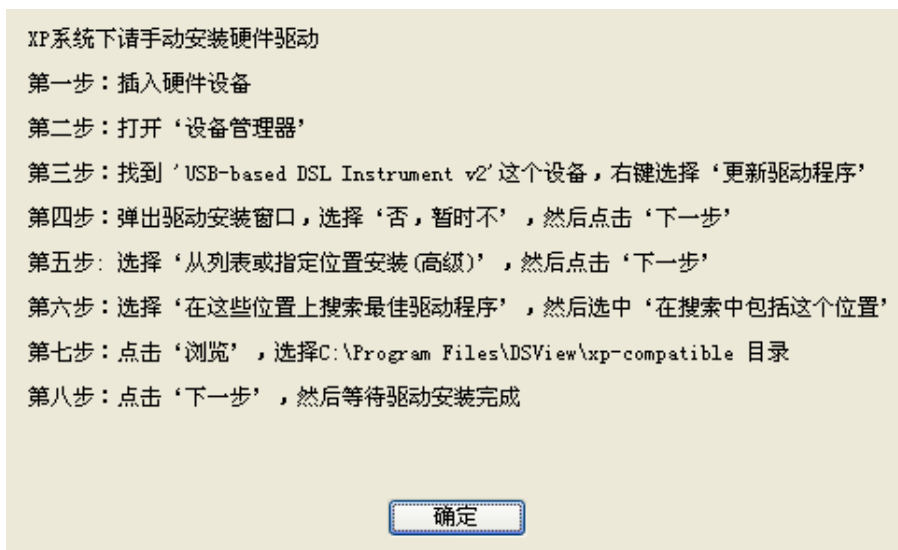 XP系统下请手动安装硬件驱动
第一步：插入硬件设备
第二步：打开‘设备管理器’
第三步：找到 'USB-based DSL Instrument v2'这个设备，右键选择‘更新驱动程序’
第四步：弹出驱动安装窗口，选择‘否，暂时不’，然后点击‘下一步’
第五步: 选择‘从列表或指定位置安装(高级)’，然后点击‘下一步’
第六步：选择‘在这些位置上搜索最佳驱动程序’，然后选中‘在搜索中包括这个位置’
第七步：点击‘浏览’，选择C:\Program Files\DSView\xp-compatible 目录
第八步：点击‘下一步’，然后等待驱动安装完成
确定